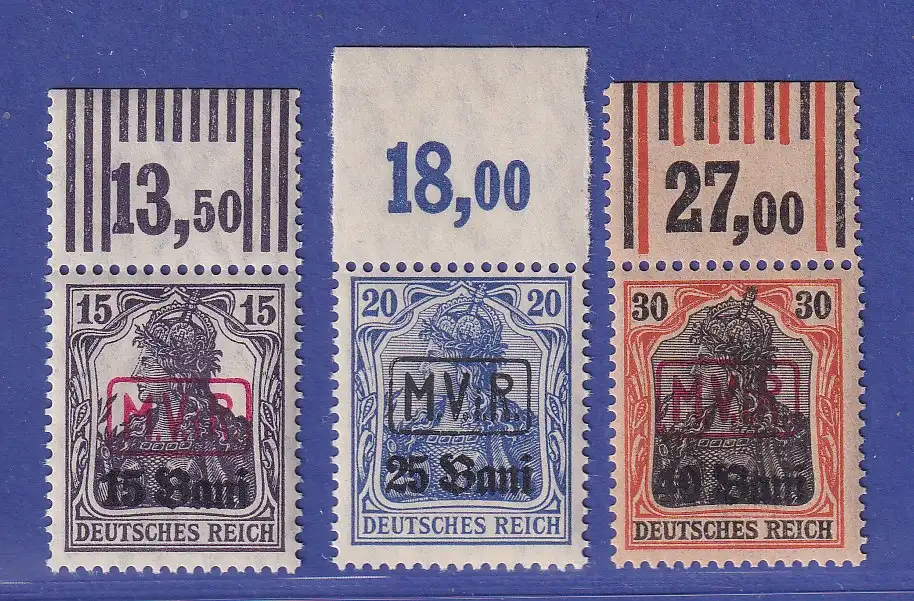 13,50
15 15
M.V.i.R.
15 Bani
DEUTSCHES REICH
18,00
20 20
M.V.i.R.
25 Bani
DEUTSCHES REICH
27,00
30 30
M.V.i.R.
40 Bani
DEUTSCHES REICH